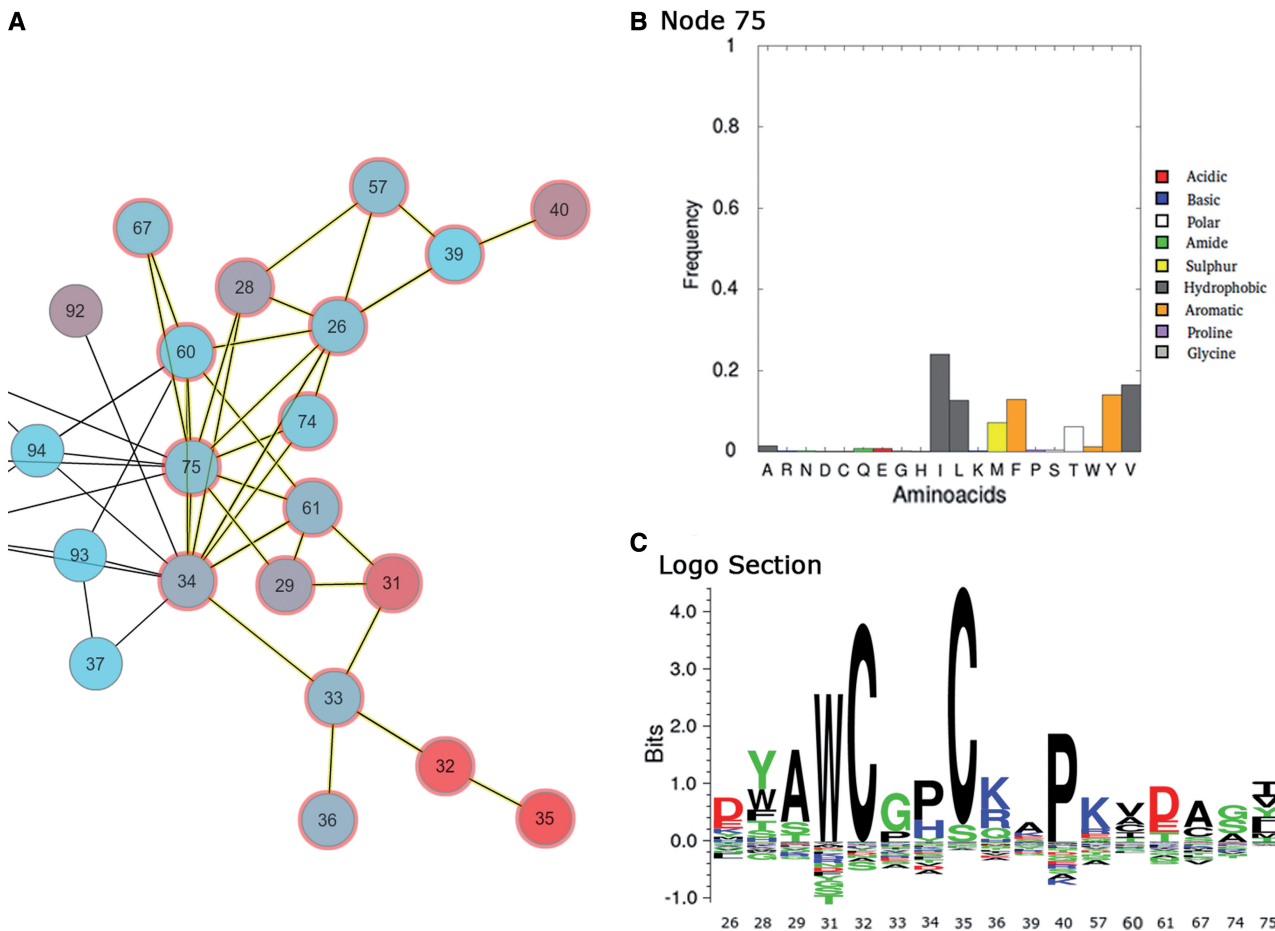 A
57
40
67
39
28
92
26
60
74
94
75
61
93
34
29
31
37
33
32
36
35
B Node 75
1
0.8
0.6
0.4
0.2
0
Frequency
A R N D C Q E G H I L K M F P S T W Y V
Aminoacids
Acidic
Basic
Polar
Amide
Sulphur
Hydrophobic
Aromatic
Proline
Glycine
C
Logo Section
4.0
3.0
2.0
1.0
0.0
-1.0
Bits
26 28 29 31 32 33 34 35 36 39 40 57 60 61 67 74 75